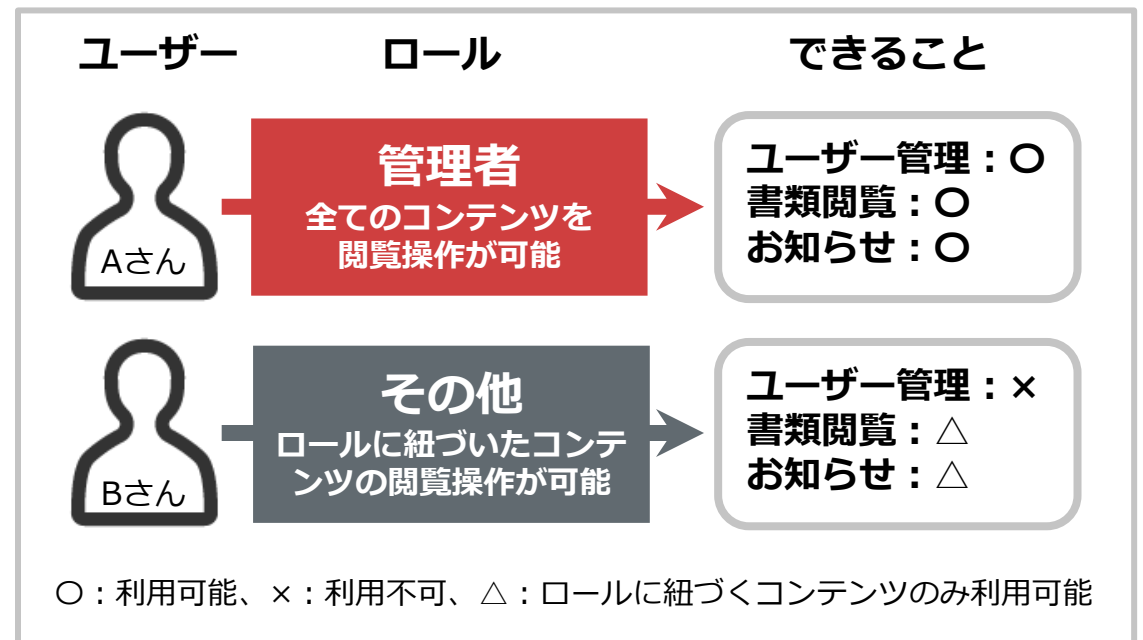 ユーザー ロール できること
Aさん
管理者
全てのコンテンツを
閲覧操作が可能
ユーザー管理：〇
書類閲覧：〇
お知らせ：〇
Bさん
その他
ロールに紐づいたコンテ
ンツの閲覧操作が可能
ユーザー管理：×
書類閲覧：△
お知らせ：△
〇：利用可能、×：利用不可、△：ロールに紐づくコンテンツのみ利用可能